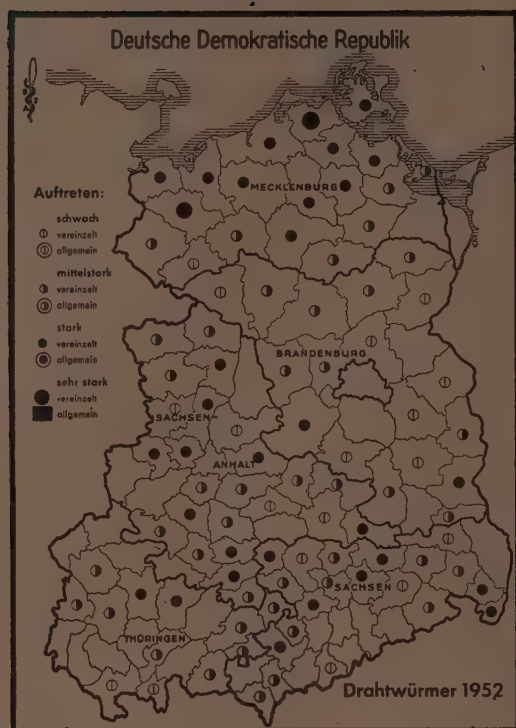 Deutsche Demokratische Republik
Auftreten:
schwach
vereinzelt
allgemein
mittelstark
vereinzelt
allgemein
stark
vereinzelt
allgemein
sehr stark
vereinzelt
allgemein
MECKLENBURG
BRANDENBURG
SACHSEN-
ANHALT
SACHSEN
THÜRINGEN
Drahtwürmer 1952